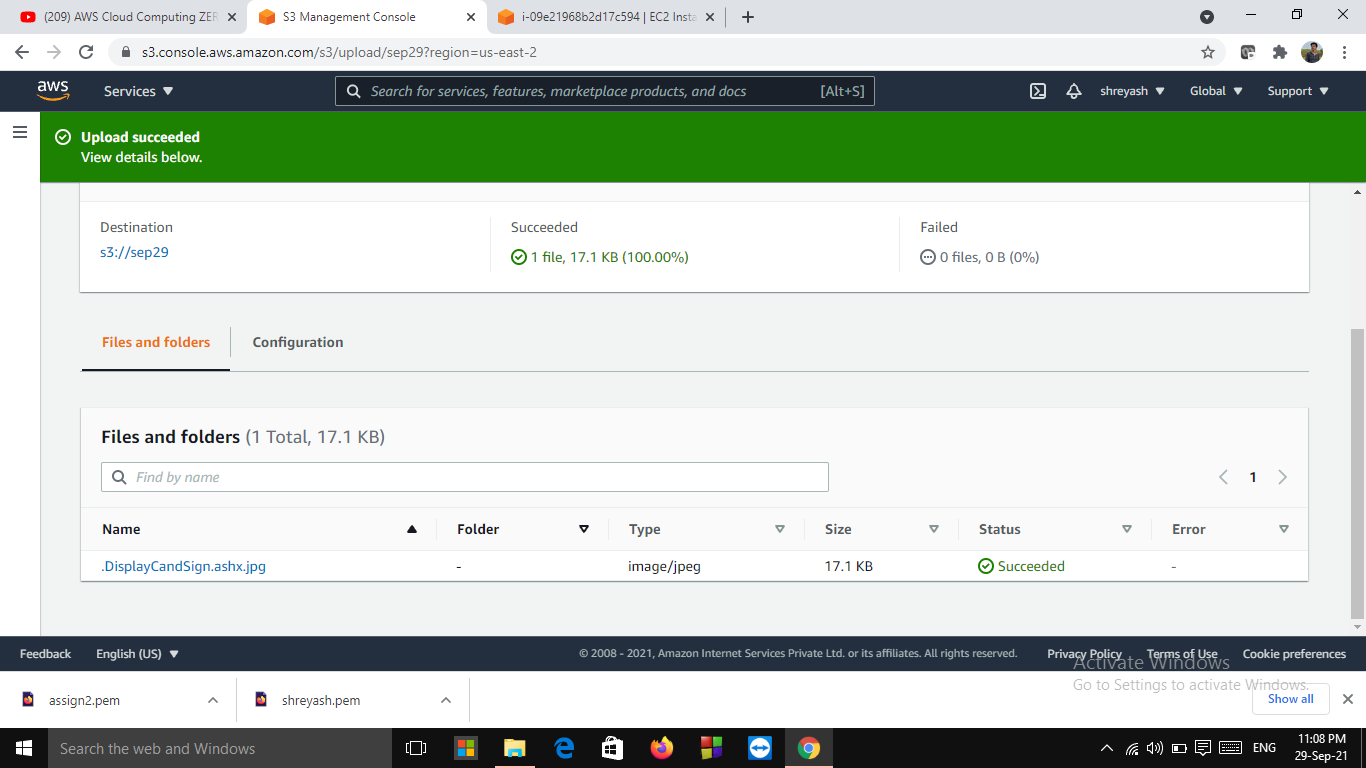 (209) AWS Cloud Computing ZER
S3 Management Console
i-09e21968b2d17c594 | EC2 Insta
s3.console.aws.amazon.com/s3/upload/sep29?region=us-east-2
aws
Services
Search for services, features, marketplace products, and docs
[Alt+S]
shreyash
Global
Support
Upload succeeded
View details below.
Destination
s3://sep29
Succeeded
1 file, 17.1 KB (100.00%)
Failed
0 files, 0 B (0%)
Files and folders
Configuration
Files and folders (1 Total, 17.1 KB)
Find by name
1
Name
Folder
Type
Size
Status
Error
.DisplayCandSign.ashx.jpg
-
image/jpeg
17.1 KB
Succeeded
-
Feedback
English (US)
© 2008 - 2021, Amazon Internet Services Private Ltd. or its affiliates. All rights reserved.
Privacy Policy
Terms of Use
Cookie preferences
Activate Windows
Go to Settings to activate Windows.
assign2.pem
shreyash.pem
Show all
Search the web and Windows
ENG
11:08 PM
29-Sep-21